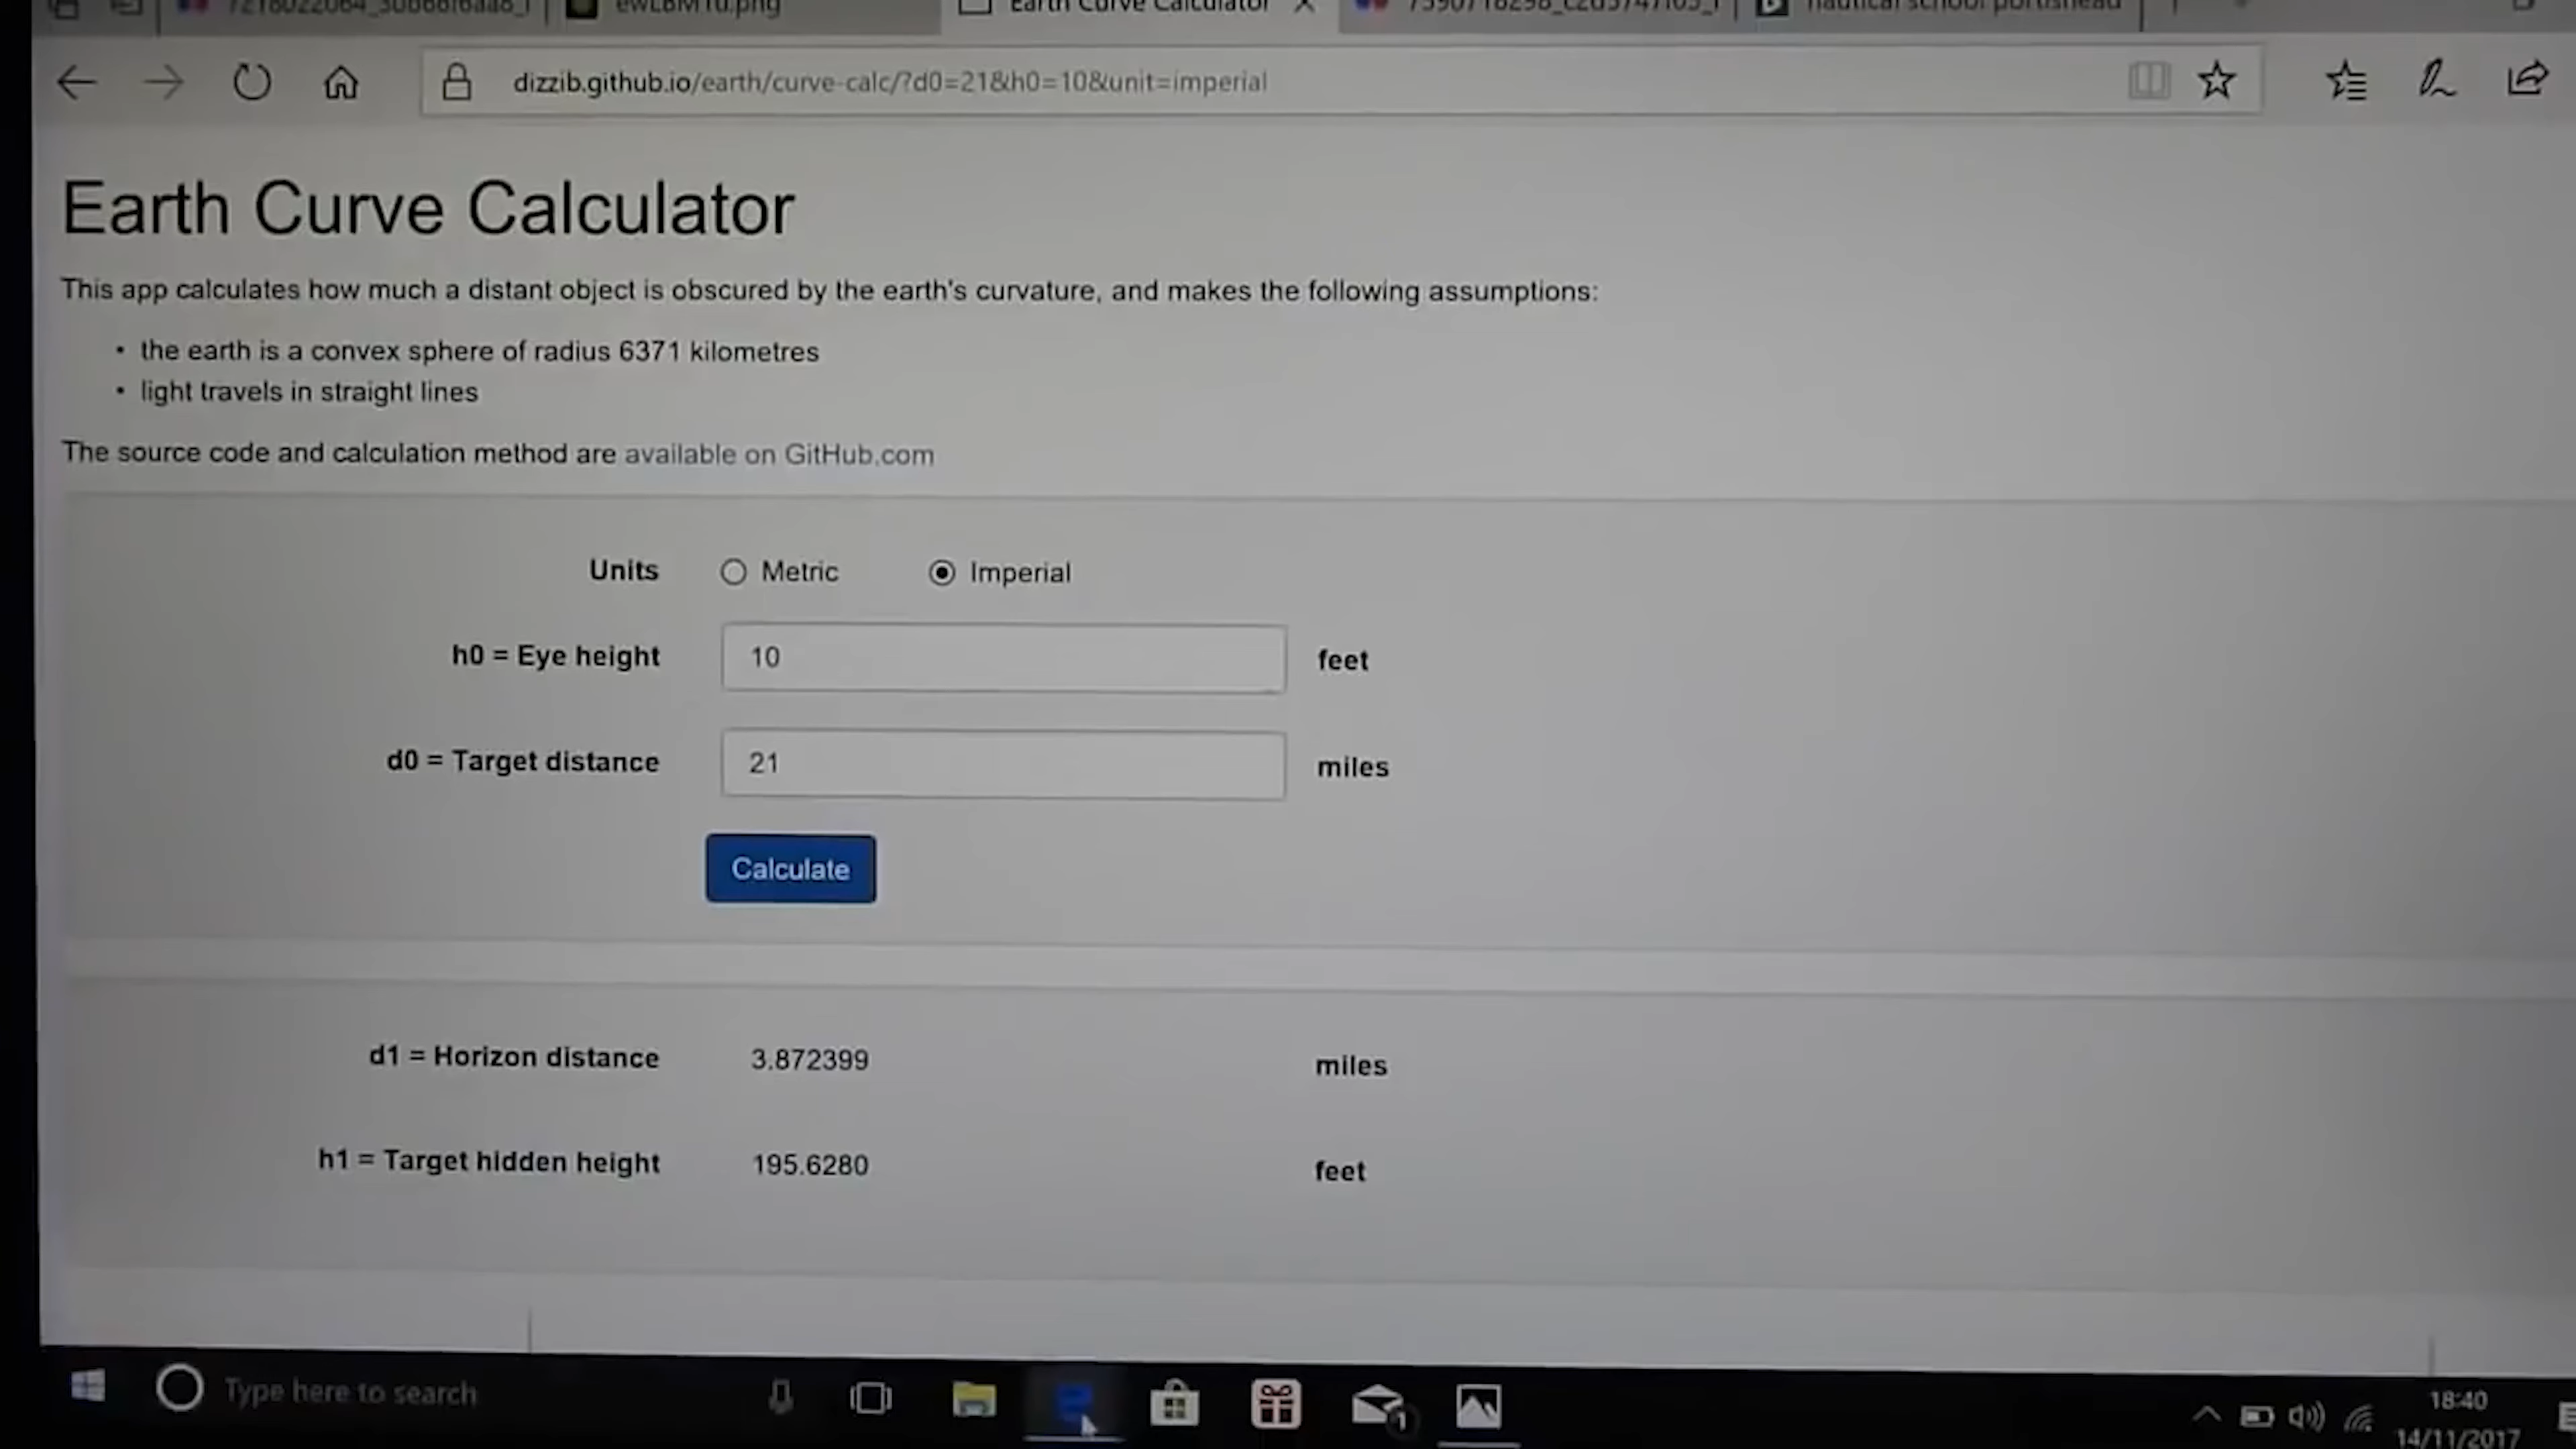 Earth Curve Calculator
dizzib.github.io/earth/curve-calc/?d0=21&h0=10&unit=imperial
Earth Curve Calculator
This app calculates how much a distant object is obscured by the earth's curvature, and makes the following assumptions:
• the earth is a convex sphere of radius 6371 kilometres
• light travels in straight lines
The source code and calculation method are available on GitHub.com
Units Metric Imperial
h0 = Eye height 10 feet
d0 = Target distance 21 miles
Calculate
d1 = Horizon distance 3.872399 miles
h1 = Target hidden height 195.6280 feet
Type here to search
1
18:40
14/11/2017